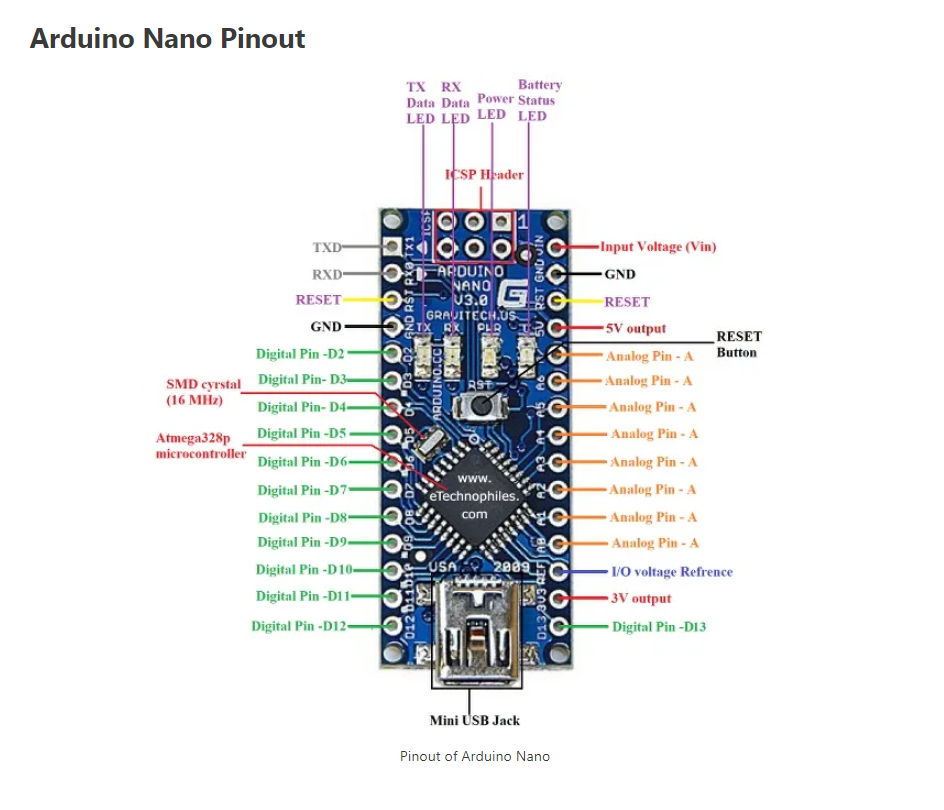 Arduino Nano Pinout
TX
Data
LED
RX
Data
LED
Power
LED
Battery
Status
LED
ICSP Header
ICSP
1
TXD
RXD
RESET
GND
Digital Pin -D2
Digital Pin- D3
Digital Pin- D4
Digital Pin -D5
Digital Pin -D6
Digital Pin -D7
Digital Pin -D8
Digital Pin -D9
Digital Pin -D10
Digital Pin -D11
Digital Pin -D12
SMD cyrstal
(16 MHz)
Atmega328p
microcontroller
TX1
RX0
RST
GND
D2
D3
D4
D5
D6
D7
D8
D9
D10
D11
D12
ARDUINO
NANO
V3.0
G
GRAVITECH.US
TX
RX
PWR
L
ARDUINO.CC
RST
www.
eTechnophiles.
com
USA
2009
VIN
GND
RST
5V
A7
A6
A5
A4
A3
A2
A1
A0
REF
3V3
D13
Input Voltage (Vin)
GND
RESET
5V output
RESET
Button
Analog Pin - A
Analog Pin - A
Analog Pin - A
Analog Pin - A
Analog Pin - A
Analog Pin - A
Analog Pin - A
Analog Pin - A
I/O voltage Refrence
3V output
Digital Pin -D13
Mini USB Jack
Pinout of Arduino Nano